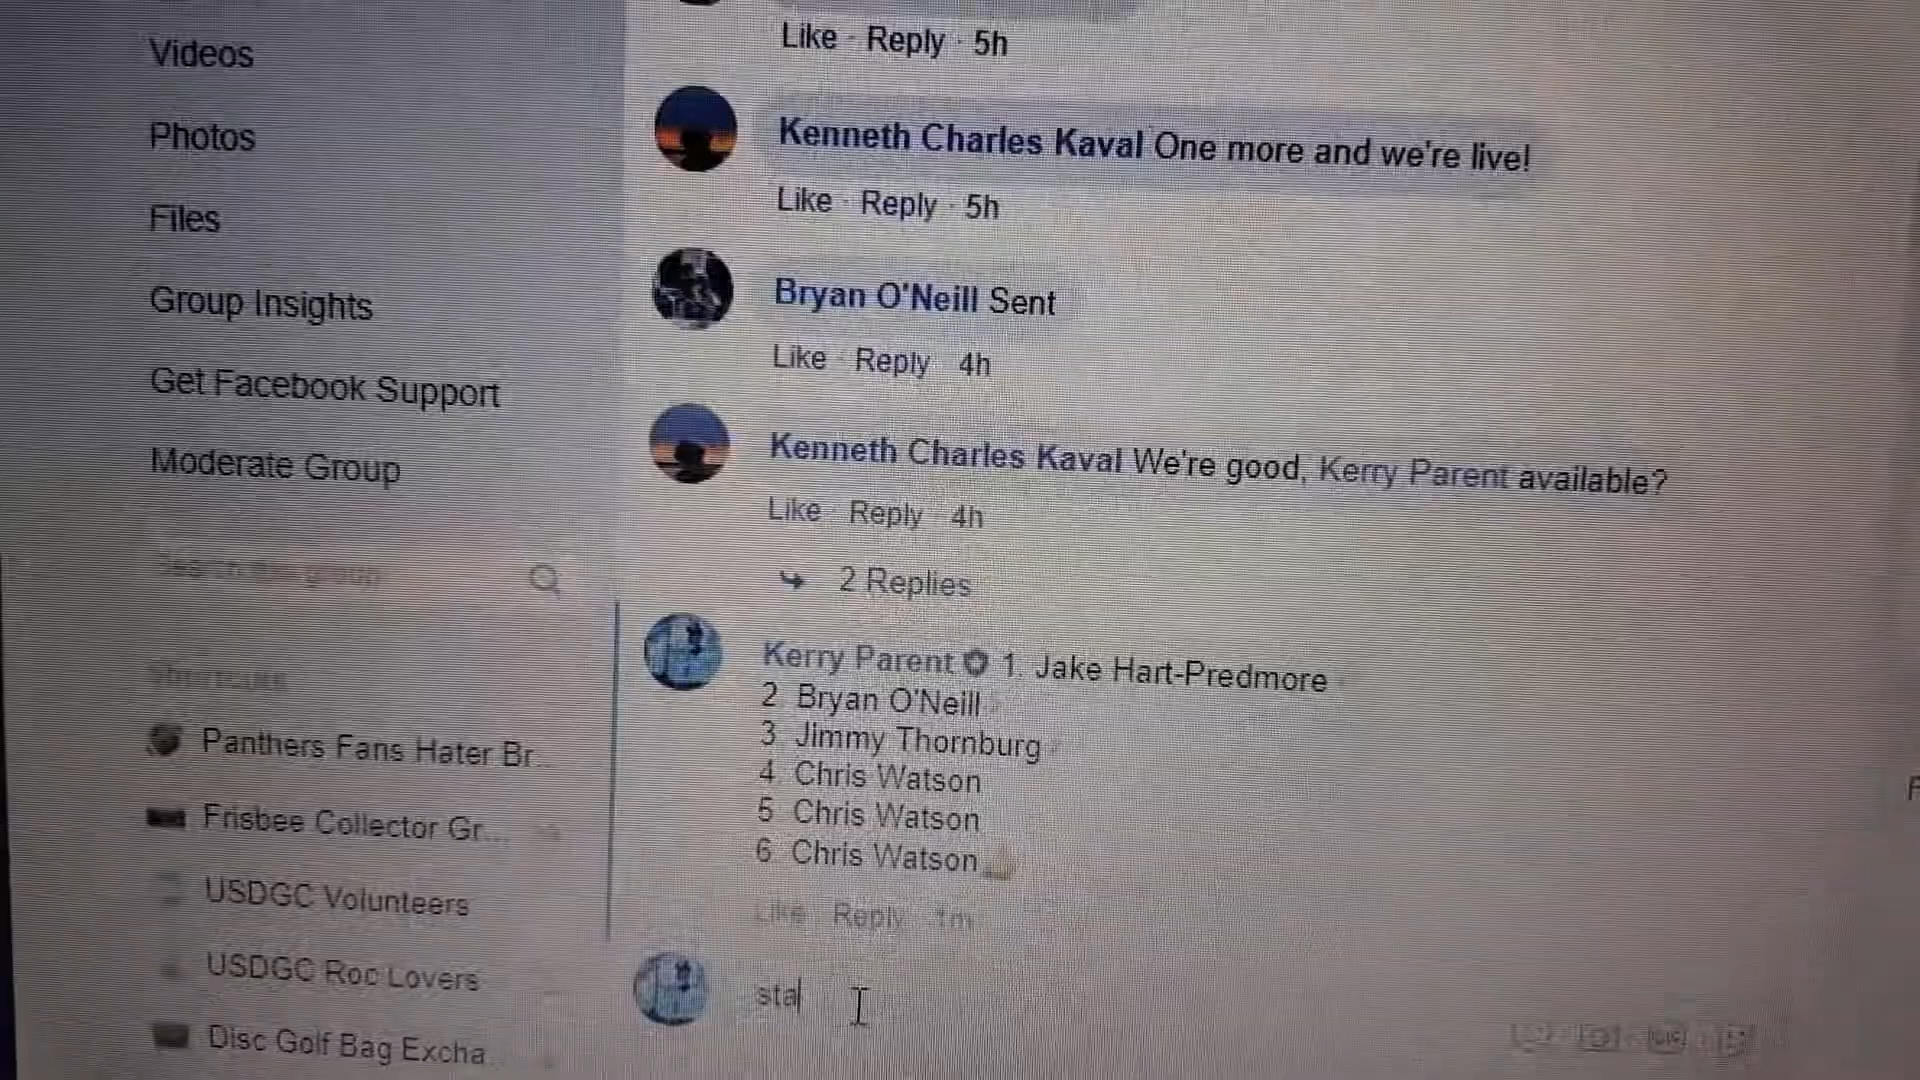 Videos
Photos
Files
Group Insights
Get Facebook Support
Moderate Group
Search this group
Shortcuts
Panthers Fans Hater Br...
Frisbee Collector Gr...
USDGC Volunteers
USDGC Roc Lovers
Disc Golf Bag Excha
Like · Reply · 5h
Kenneth Charles Kaval One more and we're live!
Like · Reply · 5h
Bryan O'Neill Sent
Like · Reply · 4h
Kenneth Charles Kaval We're good, Kerry Parent available?
Like · Reply · 4h
2 Replies
Kerry Parent 1. Jake Hart-Predmore
2 Bryan O'Neill
3 Jimmy Thornburg
4 Chris Watson
5 Chris Watson
6 Chris Watson
Like Reply 1m
sta